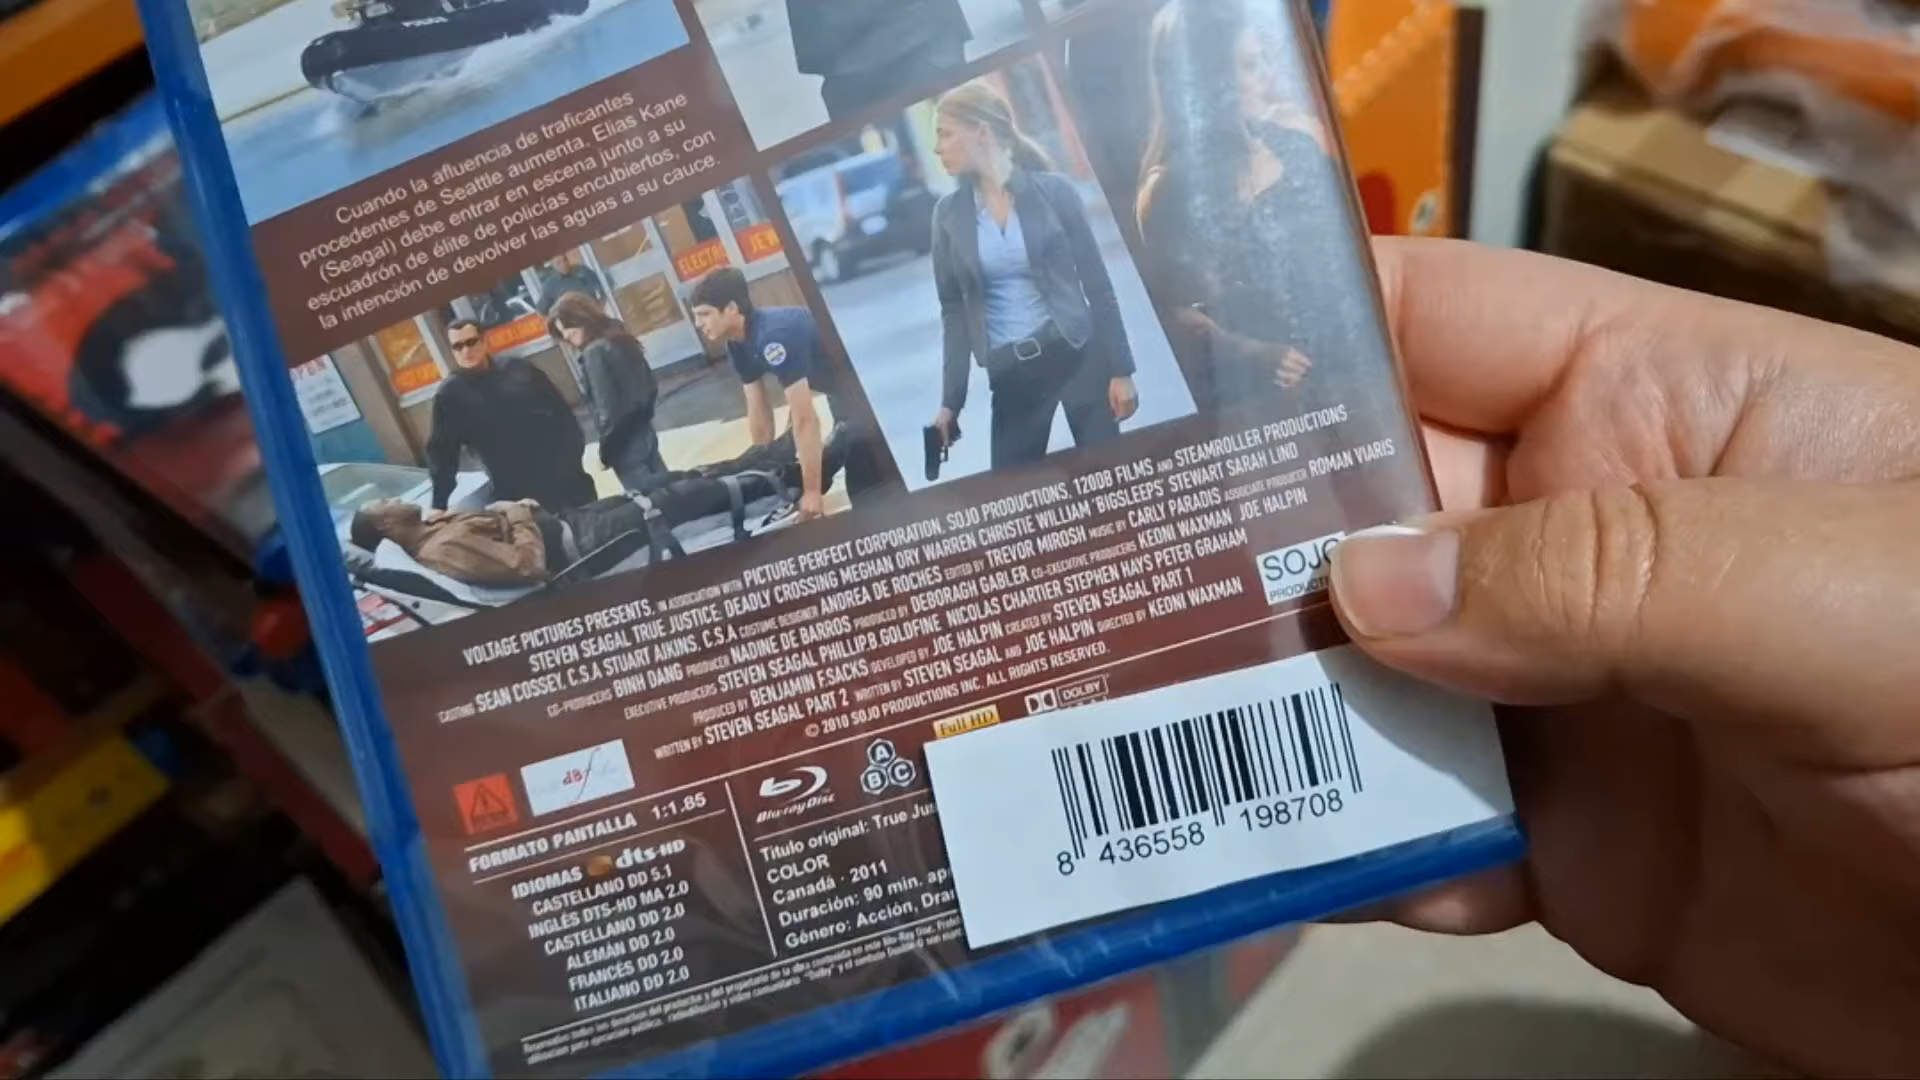 POLICE
Cuando la afluencia de traficantes
procedentes de Seattle aumenta, Elias Kane
(Seagal) debe entrar en escena junto a su
escuadrón de élite de policías encubiertos, con
la intención de devolver las aguas a su cauce.
ELECTRO
JEW
VOLTAGE PICTURES PRESENTS, IN ASSOCIATION WITH PICTURE PERFECT CORPORATION, SOJO PRODUCTIONS, 120DB FILMS AND STEAMROLLER PRODUCTIONS
STEVEN SEAGAL TRUE JUSTICE: DEADLY CROSSING MEGHAN ORY WARREN CHRISTIE WILLIAM 'BIGSLEEPS' STEWART SARAH LIND
CASTING SEAN COSSEY, C.S.A STUART AIKINS, C.S.A COSTUME DESIGNER ANDREA DE ROCHES EDITED BY TREVOR MIROSH MUSIC BY CARLY PARADIS ASSOCIATE PRODUCER ROMAN VIARIS
CO-PRODUCERS BINH DANG PRODUCER NADINE DE BARROS PRODUCED BY DEBORAGH GABLER CO-EXECUTIVE PRODUCERS KEONI WAXMAN JOE HALPIN
EXECUTIVE PRODUCERS STEVEN SEAGAL PHILLIP.B.GOLDFINE NICOLAS CHARTIER STEPHEN HAYS PETER GRAHAM
PRODUCED BY BENJAMIN F.SACKS DEVELOPED BY JOE HALPIN CREATED BY STEVEN SEAGAL PART 1
WRITTEN BY STEVEN SEAGAL PART 2 WRITTEN BY STEVEN SEAGAL AND JOE HALPIN DIRECTED BY KEONI WAXMAN
© 2010 SOJO PRODUCTIONS INC. ALL RIGHTS RESERVED.
SOJO
PRODUCTI
dBf
Full HD
DOLBY
FORMATO PANTALLA 1:1.85
IDIOMAS dts-HD
CASTELLANO DD 5.1
INGLÉS DTS-HD MA 2.0
CASTELLANO DD 2.0
ALEMÁN DD 2.0
FRANCÉS DD 2.0
ITALIANO DD 2.0
Blu-ray Disc
A
B C
Título original: True Jus
COLOR
Canadá · 2011
Duración: 90 min. ap
Género: Acción, Dra
8 436558 198708